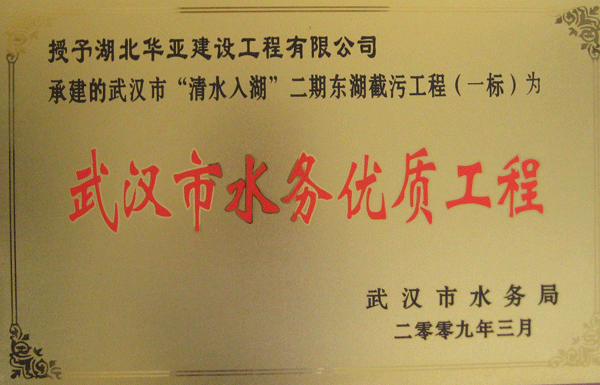 授予湖北华亚建设工程有限公司
承建的武汉市“清水入湖”二期东湖截污工程（一标）为
武汉市水务优质工程
武汉市水务局
二零零九年三月